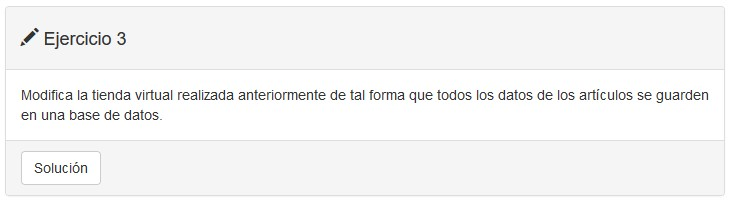 Ejercicio 3
Modifica la tienda virtual realizada anteriormente de tal forma que todos los datos de los artículos se guarden
en una base de datos.
Solución